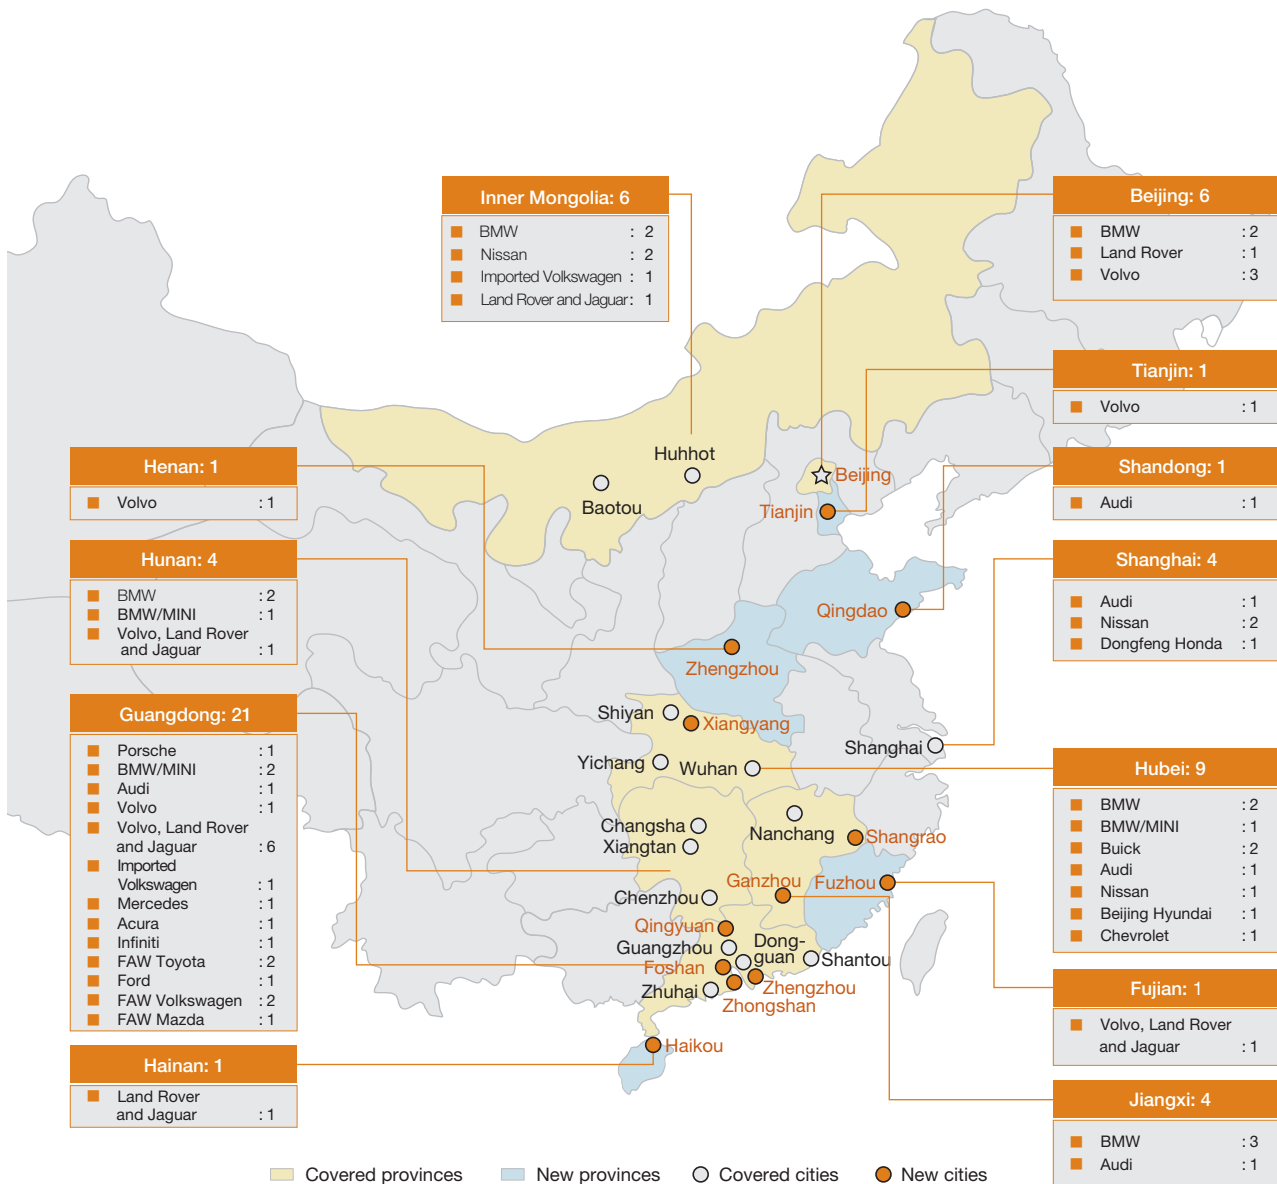 Inner Mongolia: 6
BMW : 2
Nissan : 2
Imported Volkswagen : 1
Land Rover and Jaguar : 1
Beijing: 6
BMW : 2
Land Rover : 1
Volvo : 3
Tianjin: 1
Volvo : 1
Henan: 1
Volvo : 1
Shandong: 1
Audi : 1
Hunan: 4
BMW : 2
BMW/MINI : 1
Volvo, Land Rover
and Jaguar : 1
Shanghai: 4
Audi : 1
Nissan : 2
Dongfeng Honda : 1
Guangdong: 21
Porsche : 1
BMW/MINI : 2
Audi : 1
Volvo : 1
Volvo, Land Rover
and Jaguar : 6
Imported
Volkswagen : 1
Mercedes : 1
Acura : 1
Infiniti : 1
FAW Toyota : 2
Ford : 1
FAW Volkswagen : 2
FAW Mazda : 1
Hubei: 9
BMW : 2
BMW/MINI : 1
Buick : 2
Audi : 1
Nissan : 1
Beijing Hyundai : 1
Chevrolet : 1
Fujian: 1
Volvo, Land Rover
and Jaguar : 1
Hainan: 1
Land Rover
and Jaguar : 1
Jiangxi: 4
BMW : 3
Audi : 1
Huhhot
Baotou
Beijing
Tianjin
Qingdao
Zhengzhou
Shiyan
Xiangyang
Yichang
Wuhan
Shanghai
Changsha
Xiangtan
Nanchang
Shangrao
Ganzhou
Fuzhou
Chenzhou
Qingyuan
Guangzhou
Dong-
guan
Shantou
Foshan
Zhuhai
Zhengzhou
Zhongshan
Haikou
Covered provinces
New provinces
Covered cities
New cities